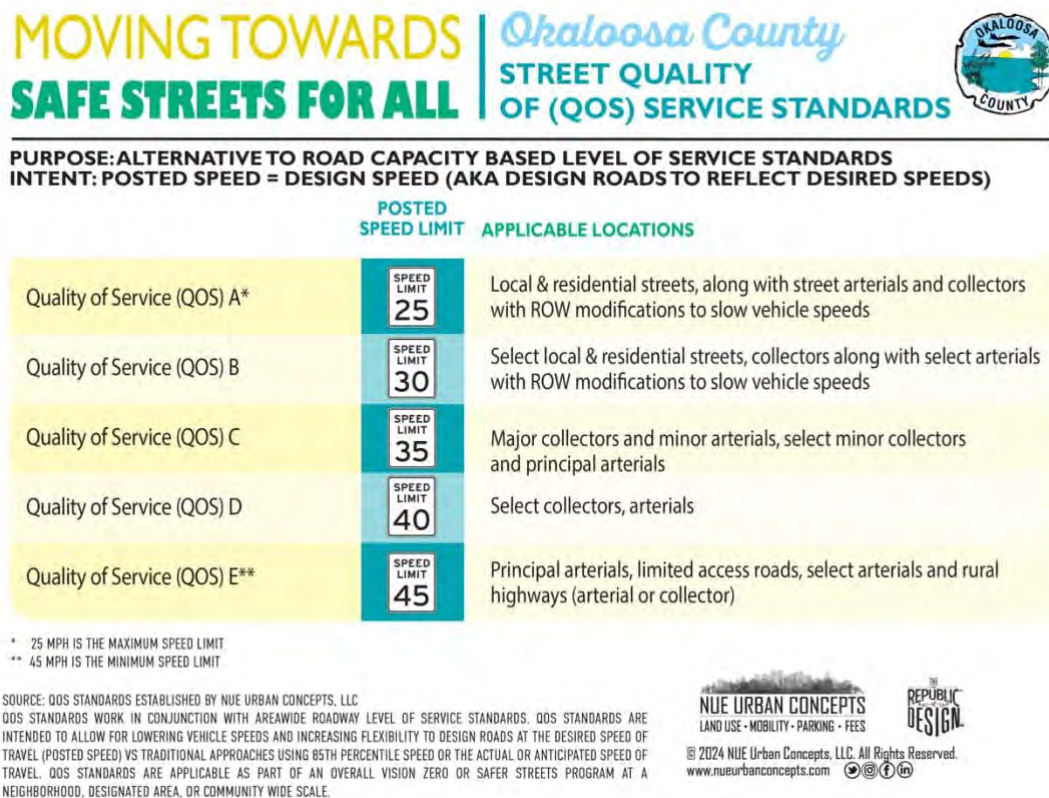 MOVING TOWARDS
SAFE STREETS FOR ALL
Okaloosa County
STREET QUALITY
OF (QOS) SERVICE STANDARDS
OKALOOSA
COUNTY
PURPOSE: ALTERNATIVE TO ROAD CAPACITY BASED LEVEL OF SERVICE STANDARDS
INTENT: POSTED SPEED = DESIGN SPEED (AKA DESIGN ROADS TO REFLECT DESIRED SPEEDS)
POSTED
SPEED LIMIT
APPLICABLE LOCATIONS
Quality of Service (QOS) A*
SPEED
LIMIT
25
Local & residential streets, along with street arterials and collectors
with ROW modifications to slow vehicle speeds
Quality of Service (QOS) B
SPEED
LIMIT
30
Select local & residential streets, collectors along with select arterials
with ROW modifications to slow vehicle speeds
Quality of Service (QOS) C
SPEED
LIMIT
35
Major collectors and minor arterials, select minor collectors
and principal arterials
Quality of Service (QOS) D
SPEED
LIMIT
40
Select collectors, arterials
Quality of Service (QOS) E**
SPEED
LIMIT
45
Principal arterials, limited access roads, select arterials and rural
highways (arterial or collector)
* 25 MPH IS THE MAXIMUM SPEED LIMIT
** 45 MPH IS THE MINIMUM SPEED LIMIT
SOURCE: QOS STANDARDS ESTABLISHED BY NUE URBAN CONCEPTS, LLC
QOS STANDARDS WORK IN CONJUNCTION WITH AREAWIDE ROADWAY LEVEL OF SERVICE STANDARDS. QOS STANDARDS ARE
INTENDED TO ALLOW FOR LOWERING VEHICLE SPEEDS AND INCREASING FLEXIBILITY TO DESIGN ROADS AT THE DESIRED SPEED OF
TRAVEL (POSTED SPEED) VS TRADITIONAL APPROACHES USING 85TH PERCENTILE SPEED OR THE ACTUAL OR ANTICIPATED SPEED OF
TRAVEL. QOS STANDARDS ARE APPLICABLE AS PART OF AN OVERALL VISION ZERO OR SAFER STREETS PROGRAM AT A
NEIGHBORHOOD, DESIGNATED AREA, OR COMMUNITY WIDE SCALE.
NUE URBAN CONCEPTS
LAND USE • MOBILITY • PARKING • FEES
THE
REPUBLIC
OF
DESIGN
© 2024 NUE Urban Concepts, LLC. All Rights Reserved.
www.nueurbanconcepts.com